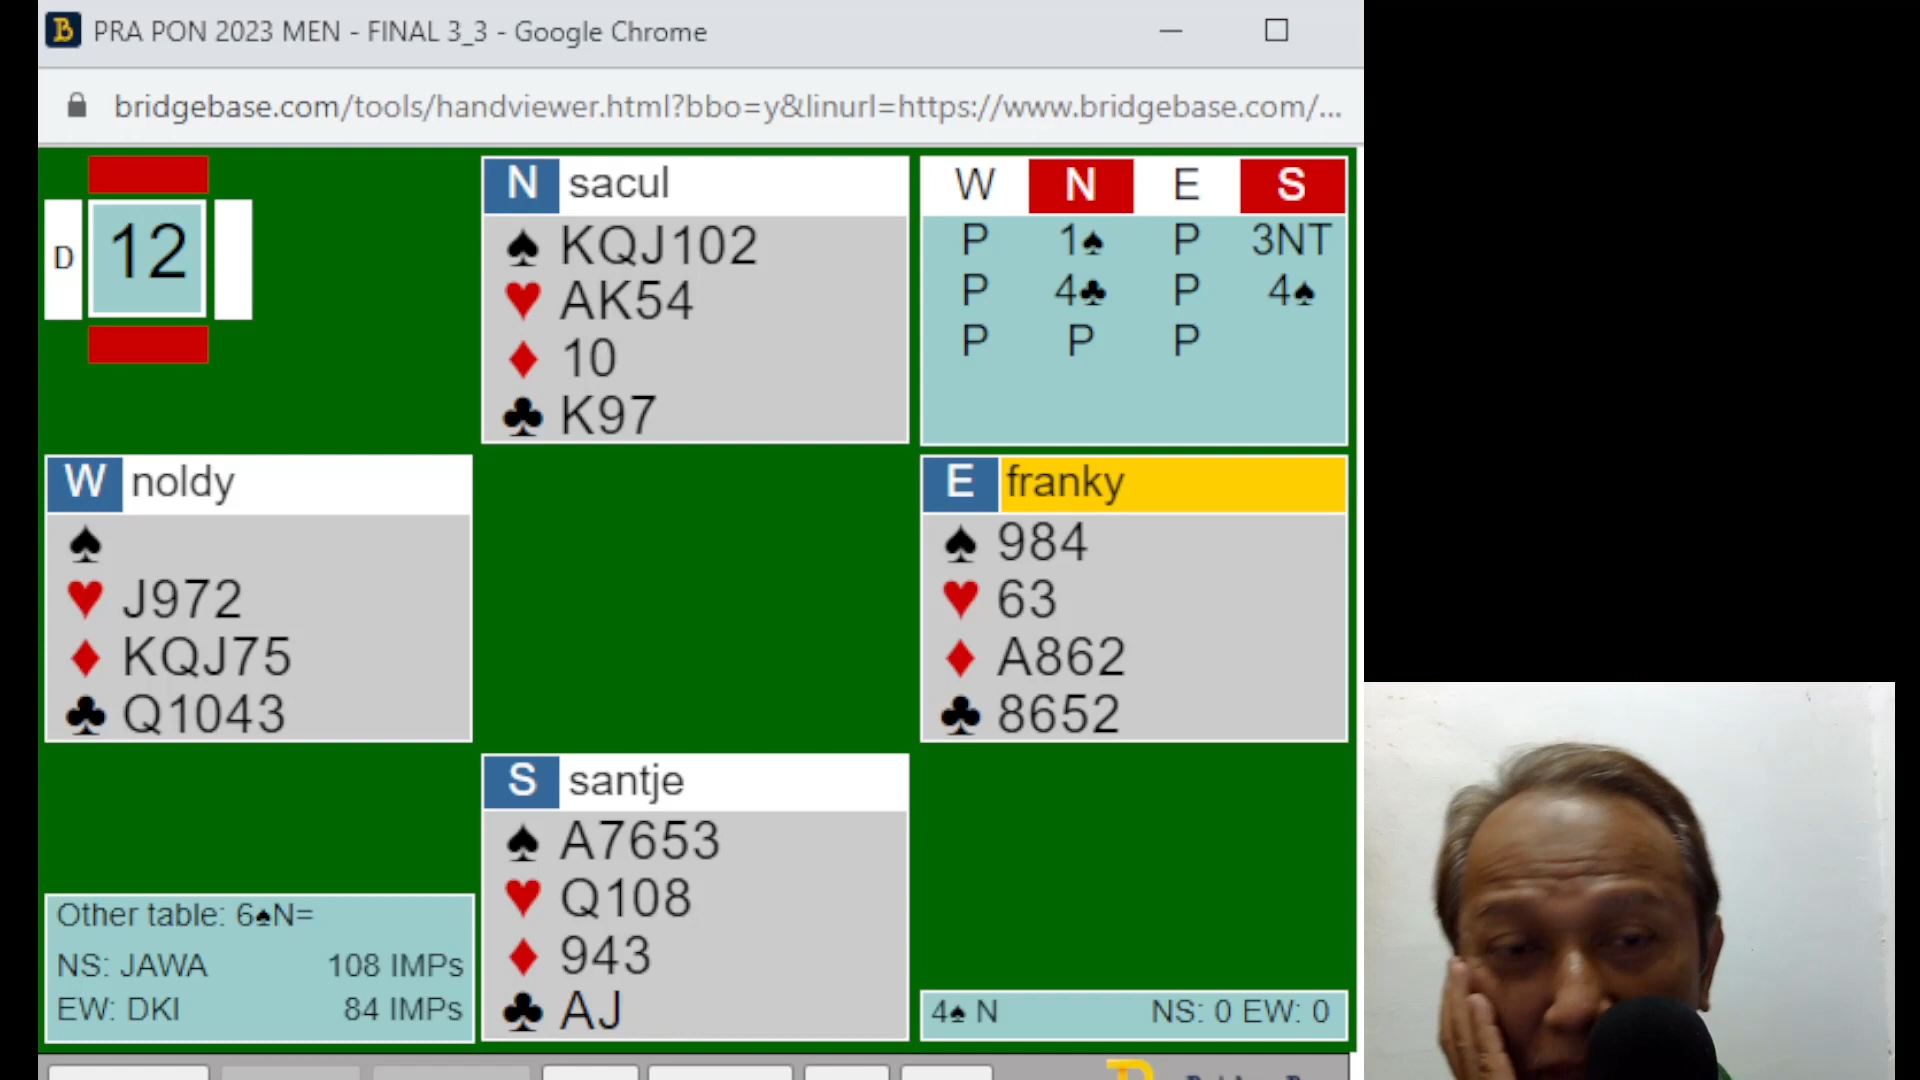 PRA PON 2023 MEN - FINAL 3_3 - Google Chrome
bridgebase.com/tools/handviewer.html?bbo=y&linurl=https://www.bridgebase.com/...
D 12
N sacul
♠ KQJ102
♥ AK54
♦ 10
♣ K97
W N E S
P 1♠ P 3NT
P 4♣ P 4♠
P P P
W noldy
♠
♥ J972
♦ KQJ75
♣ Q1043
E franky
♠ 984
♥ 63
♦ A862
♣ 8652
S santje
♠ A7653
♥ Q108
♦ 943
♣ AJ
Other table: 6♠N=
NS: JAWA 108 IMPs
EW: DKI 84 IMPs
4♠ N NS: 0 EW: 0